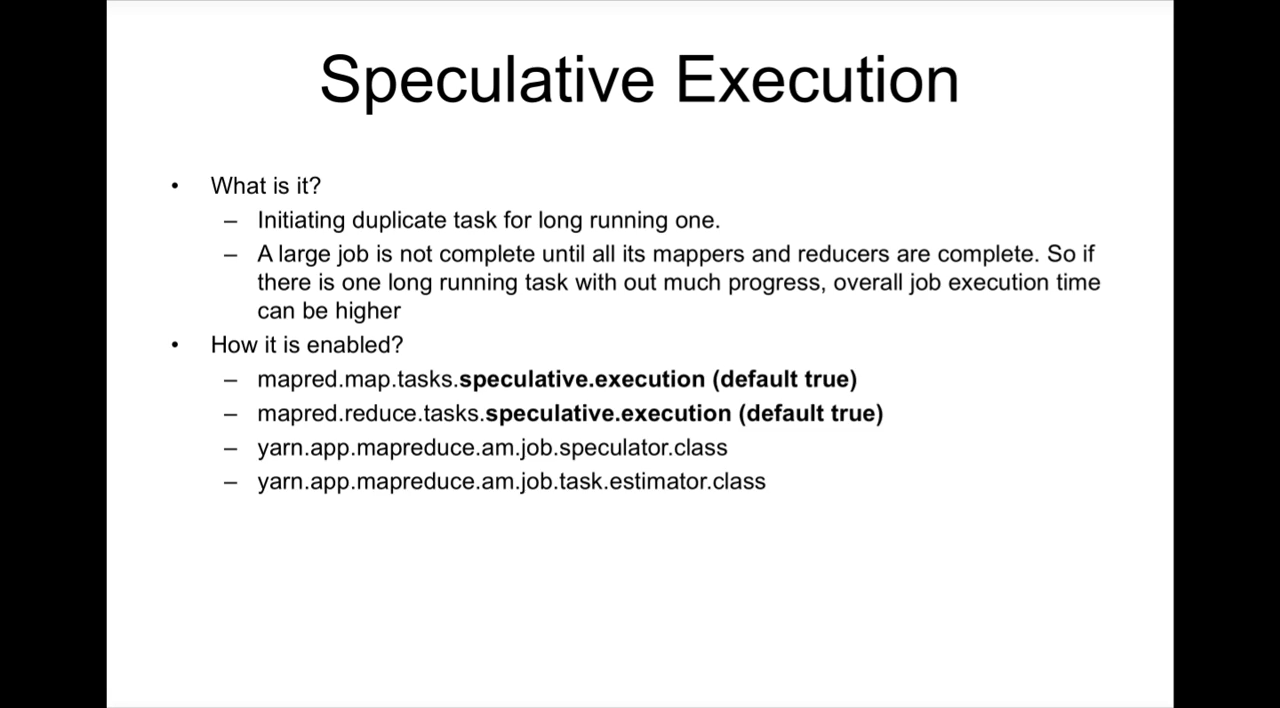 Speculative Execution
• What is it?
– Initiating duplicate task for long running one.
– A large job is not complete until all its mappers and reducers are complete. So if
there is one long running task with out much progress, overall job execution time
can be higher
• How it is enabled?
– mapred.map.tasks.speculative.execution (default true)
– mapred.reduce.tasks.speculative.execution (default true)
– yarn.app.mapreduce.am.job.speculator.class
– yarn.app.mapreduce.am.job.task.estimator.class